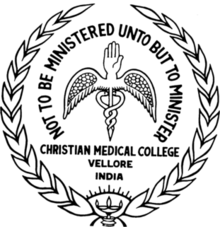 NOT TO BE MINISTERED UNTO BUT TO MINISTER
CHRISTIAN MEDICAL COLLEGE
VELLORE
INDIA